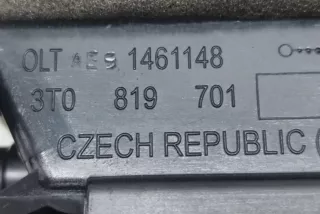 OLT AE9 1461148
3T0 819 701
CZECH REPUBLIC (